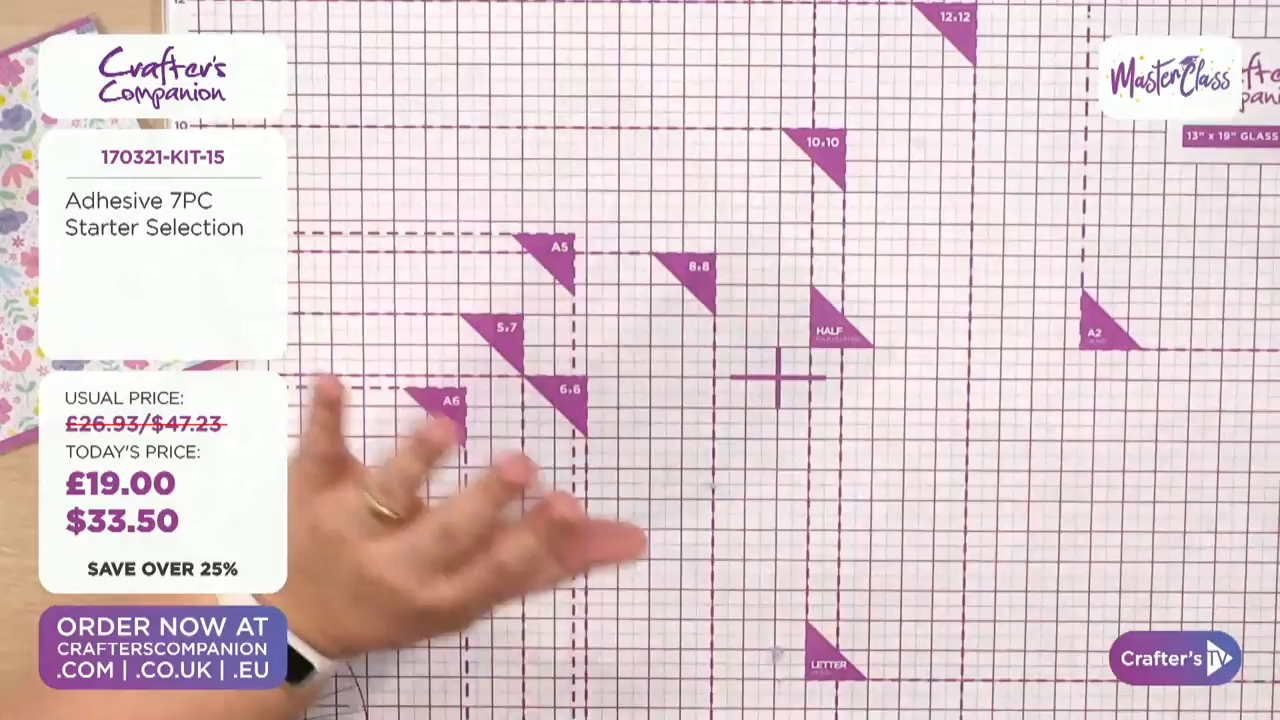 Crafter's
Companion
170321-KIT-15
Adhesive 7PC
Starter Selection
USUAL PRICE:
£26.93/$47.23
TODAY'S PRICE:
£19.00
$33.50
SAVE OVER 25%
ORDER NOW AT
CRAFTERSCOMPANION
.COM | .CO.UK | .EU
12x12
MasterClass
13" x 19" GLASS
10
10x10
A5
8x8
5x7
HALF
A2
6x6
A6
LETTER
Crafter's TV